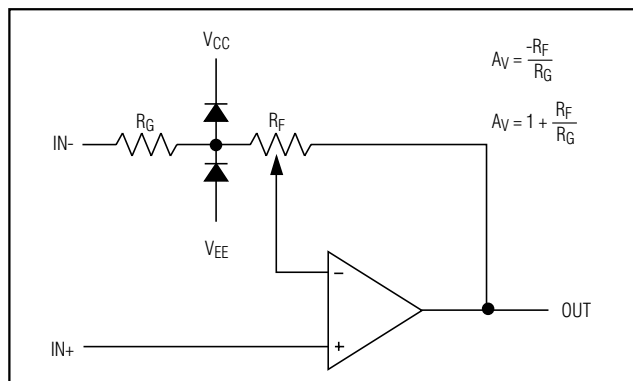 VCC
AV = -RF
RG
RG
RF
AV = 1 + RF
RG
IN-
VEE
−
OUT
IN+
+